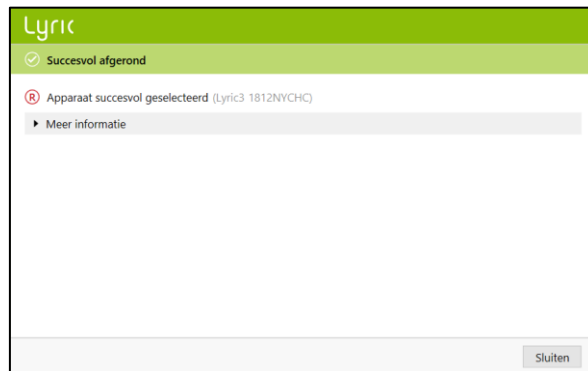 Lyric
Succesvol afgerond
R Apparaat succesvol geselecteerd (Lyric3 1812NYCHC)
Meer informatie
Sluiten